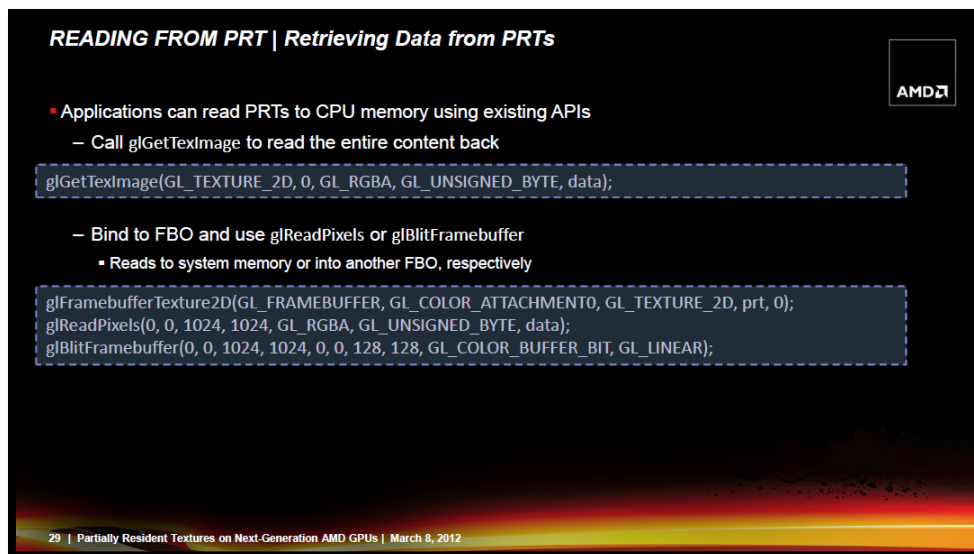 READING FROM PRT | Retrieving Data from PRTs
AMD
Applications can read PRTs to CPU memory using existing APIs
– Call glGetTexImage to read the entire content back
glGetTexImage(GL_TEXTURE_2D, 0, GL_RGBA, GL_UNSIGNED_BYTE, data);
– Bind to FBO and use glReadPixels or glBlitFramebuffer
Reads to system memory or into another FBO, respectively
glFramebufferTexture2D(GL_FRAMEBUFFER, GL_COLOR_ATTACHMENT0, GL_TEXTURE_2D, prt, 0);
glReadPixels(0, 0, 1024, 1024, GL_RGBA, GL_UNSIGNED_BYTE, data);
glBlitFramebuffer(0, 0, 1024, 1024, 0, 0, 128, 128, GL_COLOR_BUFFER_BIT, GL_LINEAR);
29 | Partially Resident Textures on Next-Generation AMD GPUs | March 8, 2012